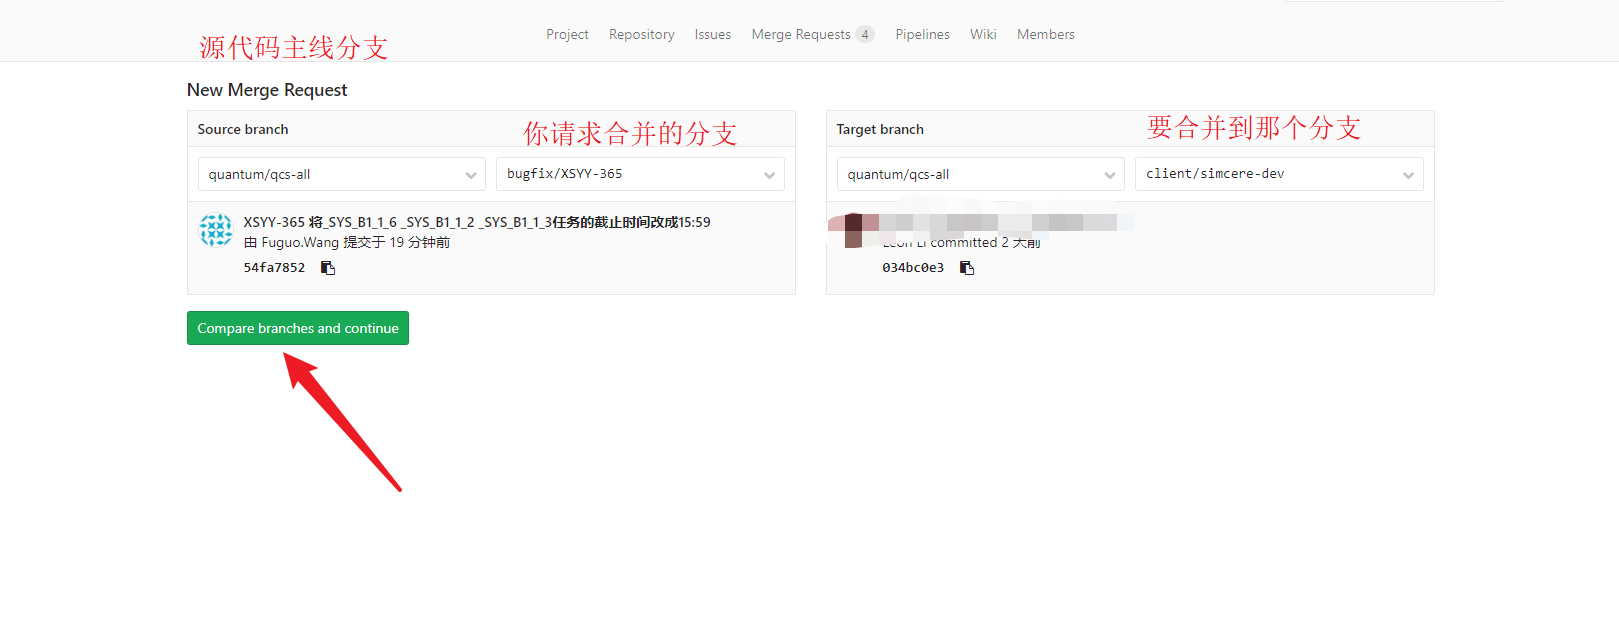 源代码主线分支
Project Repository Issues Merge Requests 4 Pipelines Wiki Members
New Merge Request
Source branch
你请求合并的分支
quantum/qcs-all
bugfix/XSYY-365
XSYY-365 将_SYS_B1_1_6 _SYS_B1_1_2 _SYS_B1_1_3任务的截止时间改成15:59
由 Fuguo.Wang 提交于 19 分钟前
54fa7852
Target branch
要合并到那个分支
quantum/qcs-all
client/simcere-dev
Leon Li committed 2 天前
034bc0e3
Compare branches and continue